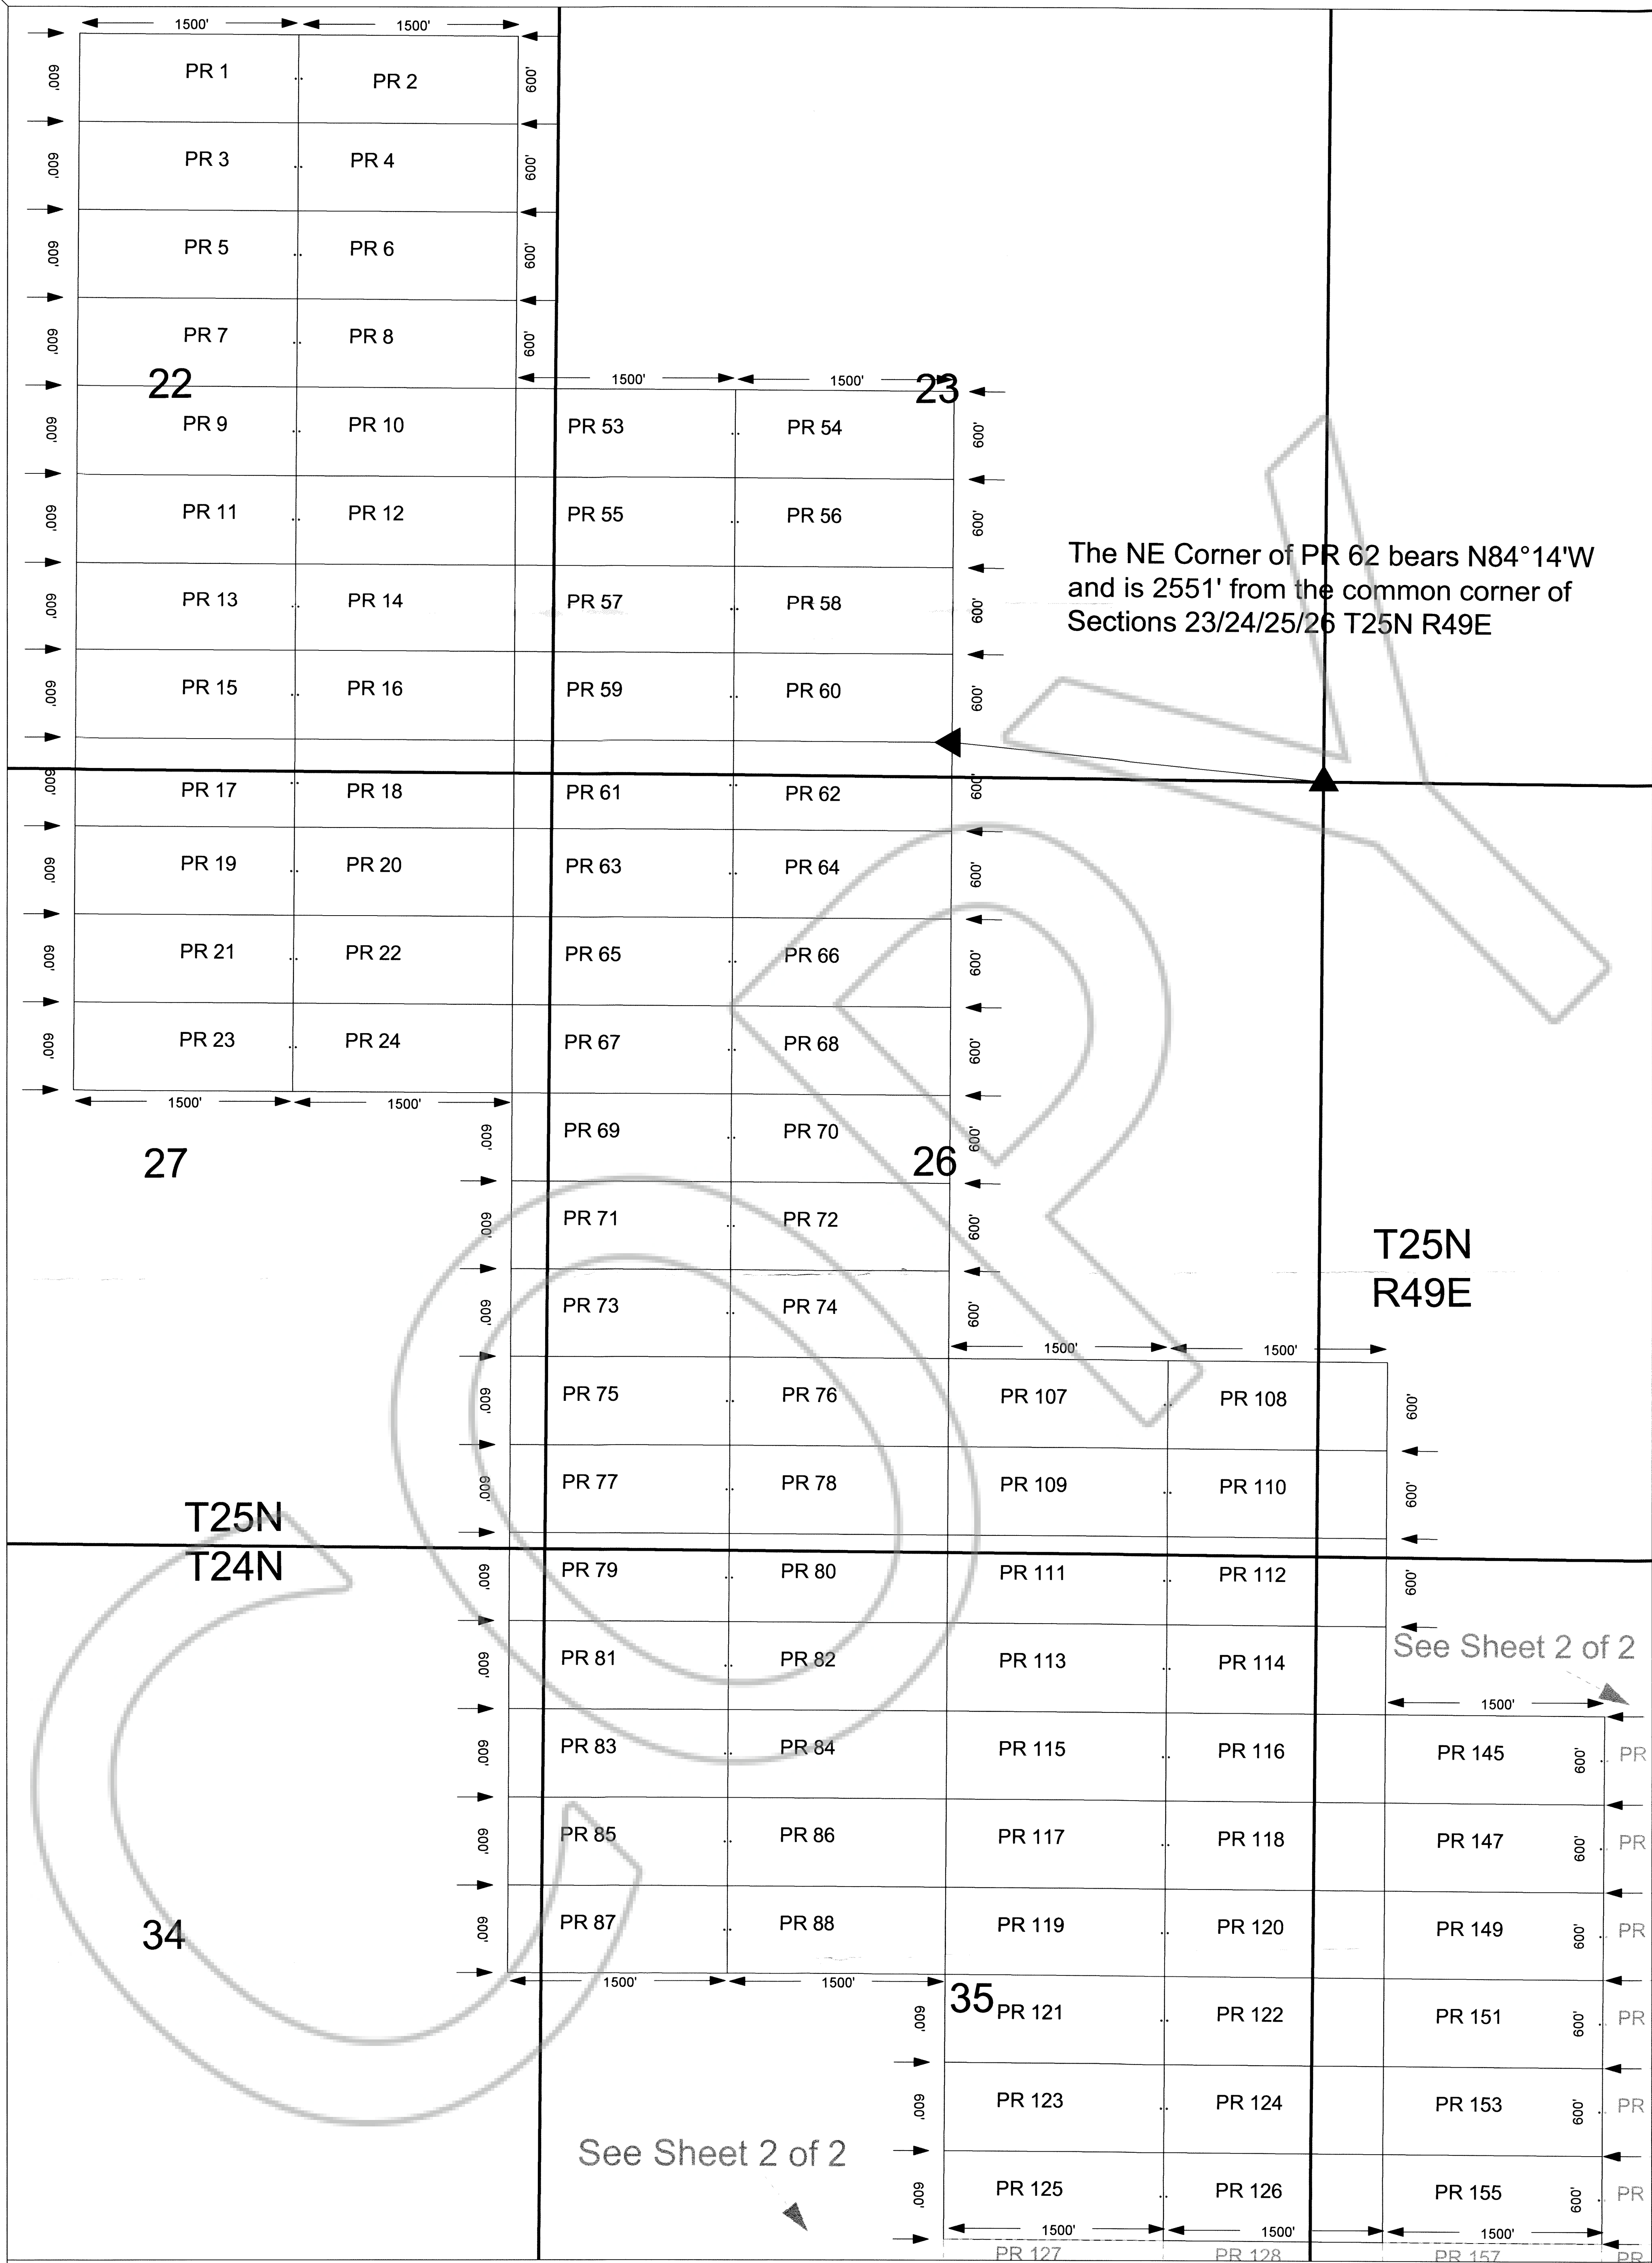 1500' 1500'
600' PR 1 PR 2 600'
600' PR 3 PR 4 600'
600' PR 5 PR 6 600'
600' PR 7 PR 8 600'
22 1500' 1500' 23
600' PR 9 PR 10 PR 53 PR 54 600'
600' PR 11 PR 12 PR 55 PR 56 600'
The NE Corner of PR 62 bears N84°14'W
and is 2551' from the common corner of
Sections 23/24/25/26 T25N R49E
600' PR 13 PR 14 PR 57 PR 58 600'
600' PR 15 PR 16 PR 59 PR 60 600'
600' PR 17 PR 18 PR 61 PR 62 600'
600' PR 19 PR 20 PR 63 PR 64 600'
600' PR 21 PR 22 PR 65 PR 66 600'
600' PR 23 PR 24 PR 67 PR 68 600'
1500' 1500'
600' PR 69 PR 70 600'
27 26
600' PR 71 PR 72 600'
T25N
R49E
600' PR 73 PR 74 600'
1500' 1500'
600' PR 75 PR 76 PR 107 PR 108 600'
600' PR 77 PR 78 PR 109 PR 110 600'
T25N
T24N
600' PR 79 PR 80 PR 111 PR 112 600'
See Sheet 2 of 2
600' PR 81 PR 82 PR 113 PR 114
1500'
600' PR 83 PR 84 PR 115 PR 116 PR 145 600' PR
600' PR 85 PR 86 PR 117 PR 118 PR 147 600' PR
34
600' PR 87 PR 88 PR 119 PR 120 PR 149 600' PR
1500' 1500'
35
600' PR 121 PR 122 PR 151 600' PR
600' PR 123 PR 124 PR 153 600' PR
See Sheet 2 of 2
600' PR 125 PR 126 PR 155 600' PR
1500' 1500' 1500'
PR 127 PR 128 PR 157 PR
COPY